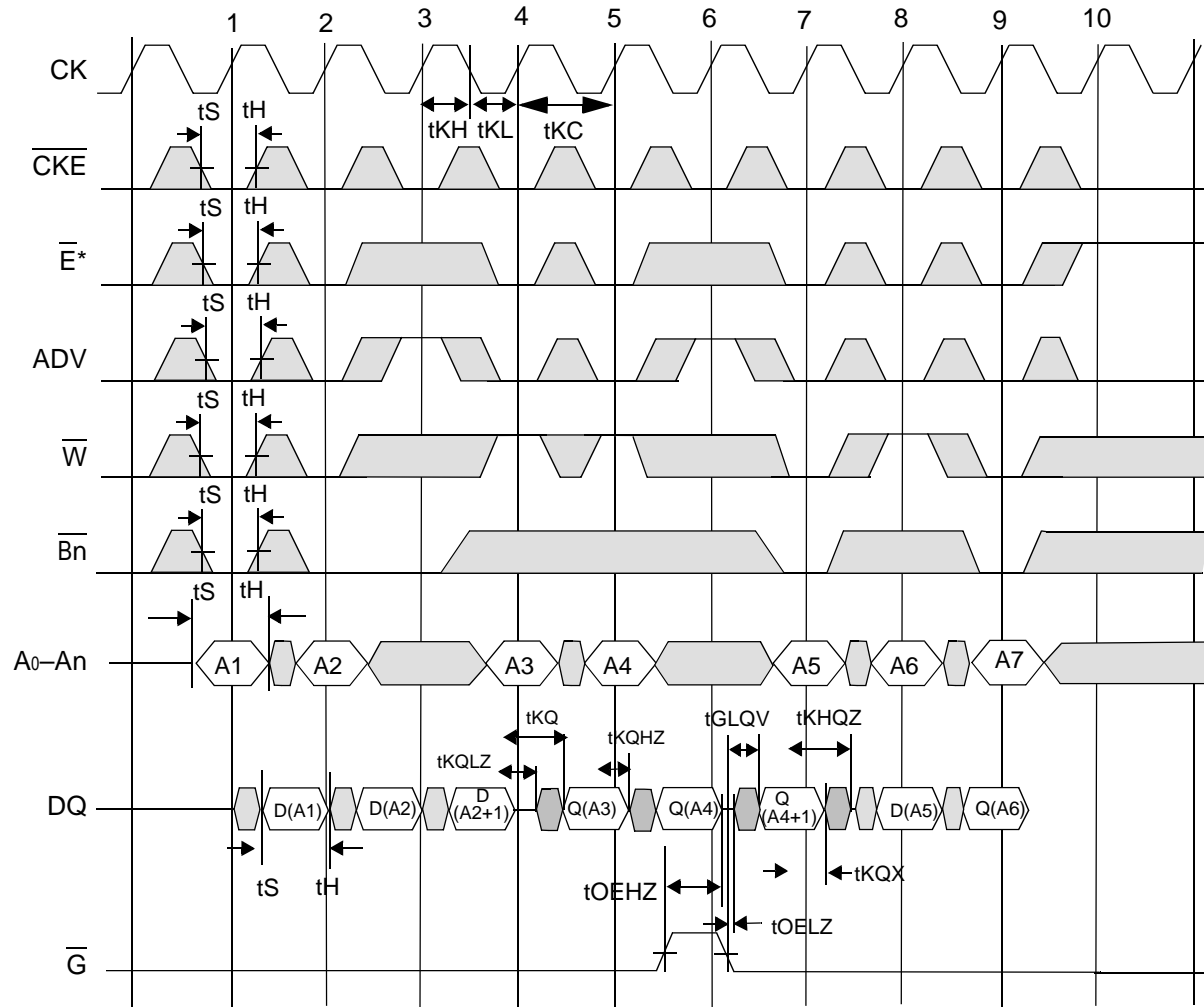 1 2 3 4 5 6 7 8 9 10
CK
tKH tKL tKC
tS tH
CKE
tS tH
E*
tS tH
ADV
tS tH
W
tS tH
Bn
tS tH
A0–An A1 A2 A3 A4 A5 A6 A7
tKQ tGLQV tKHQZ
tKQLZ tKQHZ
DQ D(A1) D(A2) D (A2+1) Q(A3) Q(A4) Q (A4+1) D(A5) Q(A6)
tS tH tOEHZ tKQX
tOELZ
G